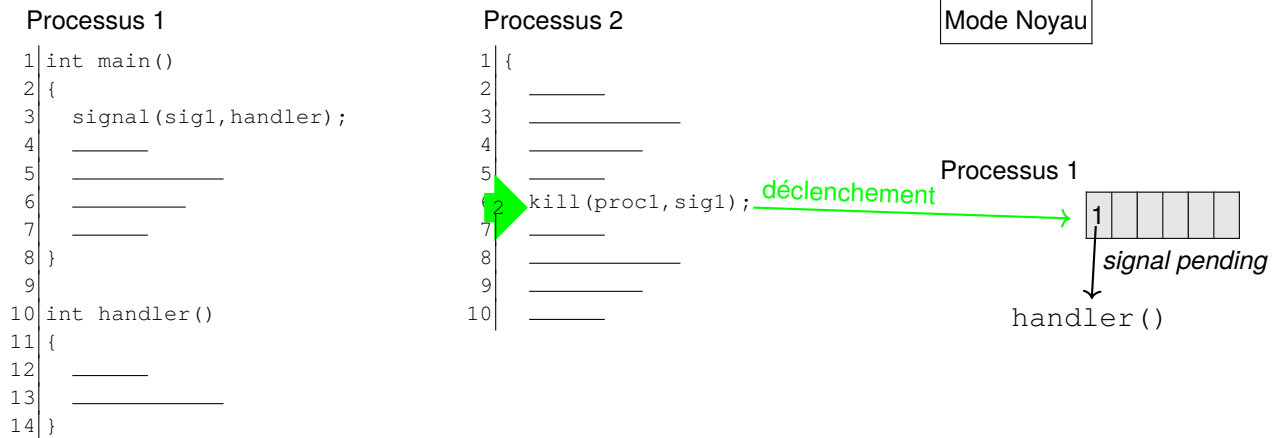 Processus 1
1 int main()
2 {
3 signal(sig1,handler);
4
5
6
7
8 }
9
10 int handler()
11 {
12
13
14 }
Processus 2
1 {
2
3
4
5
2 kill(proc1,sig1);
7
8
9
10
déclenchement
Mode Noyau
Processus 1
1
signal pending
handler()